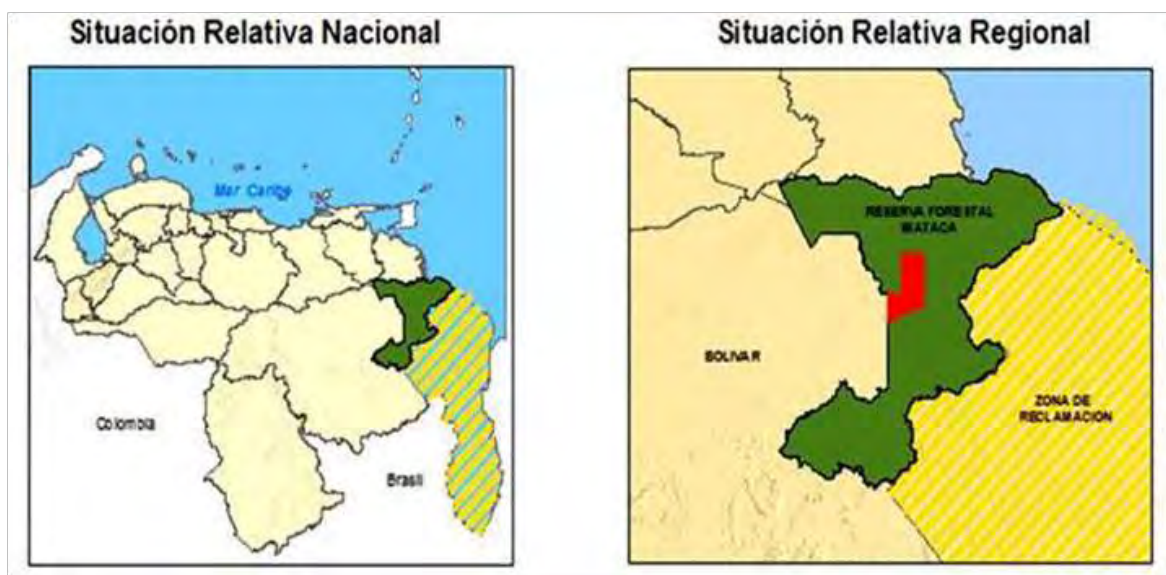 Situación Relativa Nacional
Mar Caribe
Colombia
Brasil
Situación Relativa Regional
RESERVA FORESTAL
IMATACA
BOLIVAR
ZONA DE
RECLAMACION